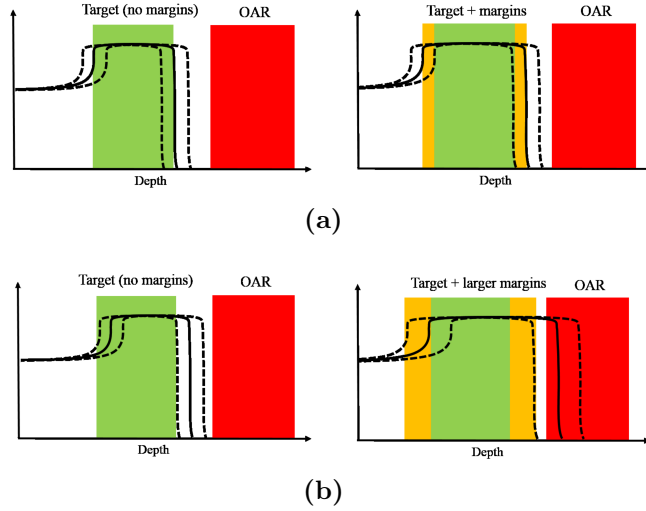 Target (no margins)
OAR
Target + margins
OAR
Depth
Depth
(a)
Target (no margins)
OAR
Target + larger margins
OAR
Depth
Depth
(b)